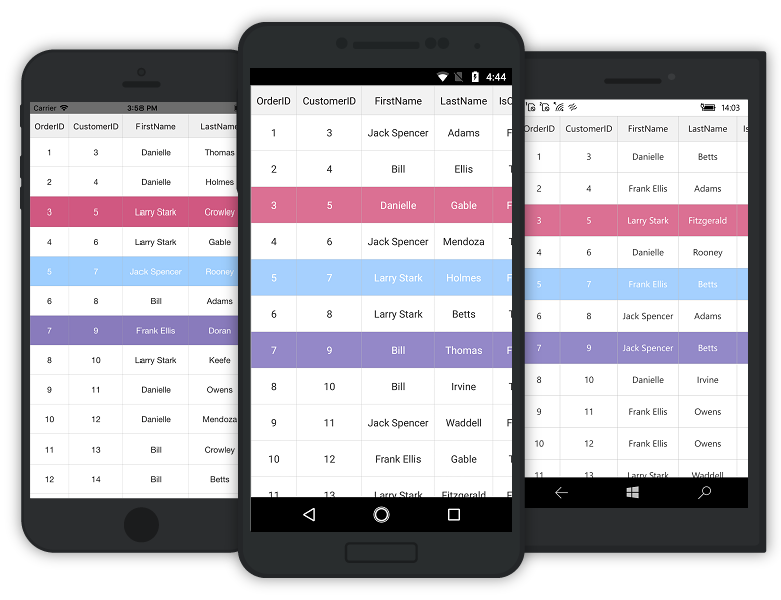 Carrier 3:58 PM
OrderID CustomerID FirstName LastName
1 3 Danielle Thomas
2 4 Danielle Holmes
3 5 Larry Stark Crowley
4 6 Larry Stark Gable
5 7 Jack Spencer Rooney
6 8 Bill Adams
7 9 Frank Ellis Doran
8 10 Larry Stark Keefe
9 11 Danielle Owens
10 12 Danielle Mendoza
11 13 Bill Crowley
12 14 Bill Betts
4:44
OrderID CustomerID FirstName LastName IsC
1 3 Jack Spencer Adams F
2 4 Bill Ellis T
3 5 Danielle Gable F
4 6 Jack Spencer Mendoza T
5 7 Larry Stark Holmes F
6 8 Larry Stark Betts T
7 9 Bill Thomas F
8 10 Bill Irvine T
9 11 Jack Spencer Waddell F
10 12 Frank Ellis Gable T
11 13 Larry Stark Fitzgerald F
14:03
OrderID CustomerID FirstName LastName Is
1 3 Danielle Betts
2 4 Frank Ellis Adams
3 5 Larry Stark Fitzgerald
4 6 Danielle Rooney
5 7 Frank Ellis Betts
6 8 Jack Spencer Adams
7 9 Jack Spencer Betts
8 10 Danielle Irvine
9 11 Frank Ellis Owens
10 12 Frank Ellis Owens
11 13 Larry Stark Waddell